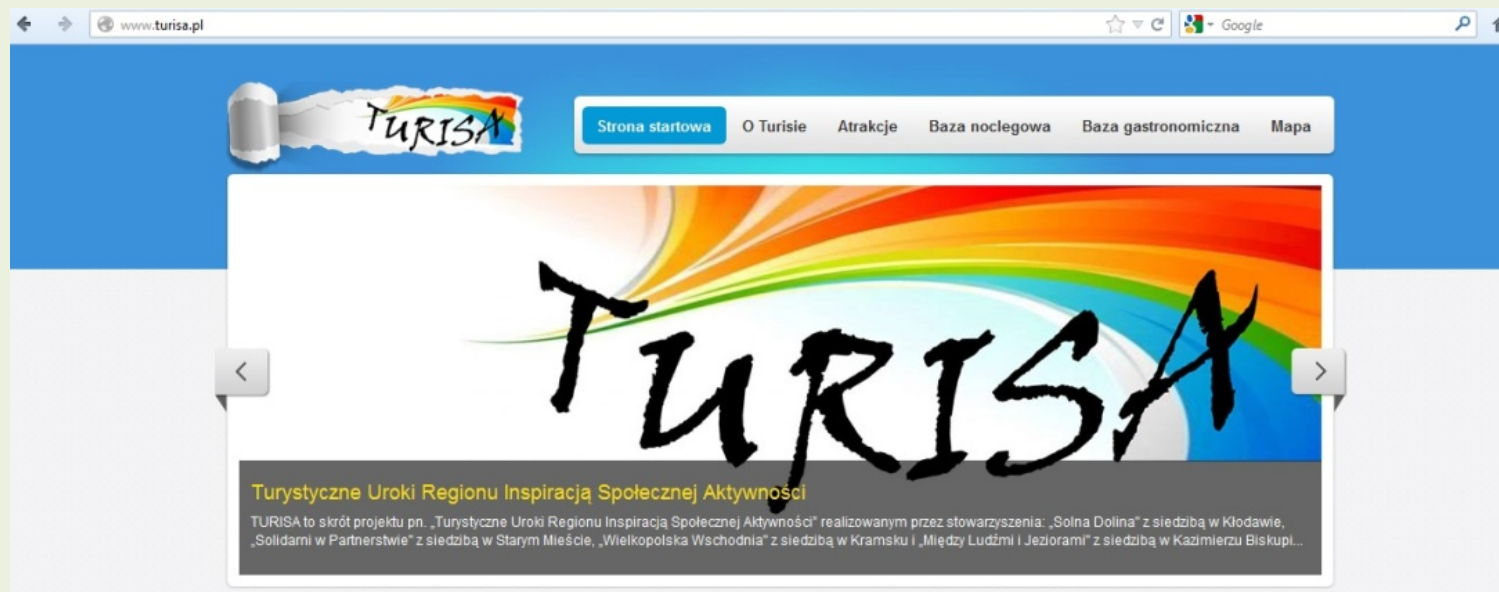 www.turisa.pl
Google
TURISA
Strona startowa O Turisie Atrakcje Baza noclegowa Baza gastronomiczna Mapa
TURISA
Turystyczne Uroki Regionu Inspiracją Społecznej Aktywności
TURISA to skrót projektu pn. „Turystyczne Uroki Regionu Inspiracją Społecznej Aktywności” realizowanym przez stowarzyszenia: „Solna Dolina” z siedzibą w Kłodawie,
„Solidarni w Partnerstwie” z siedzibą w Starym Mieście, „Wielkopolska Wschodnia” z siedzibą w Kramsku i „Między Ludźmi i Jeziorami” z siedzibą w Kazimierzu Biskupi...